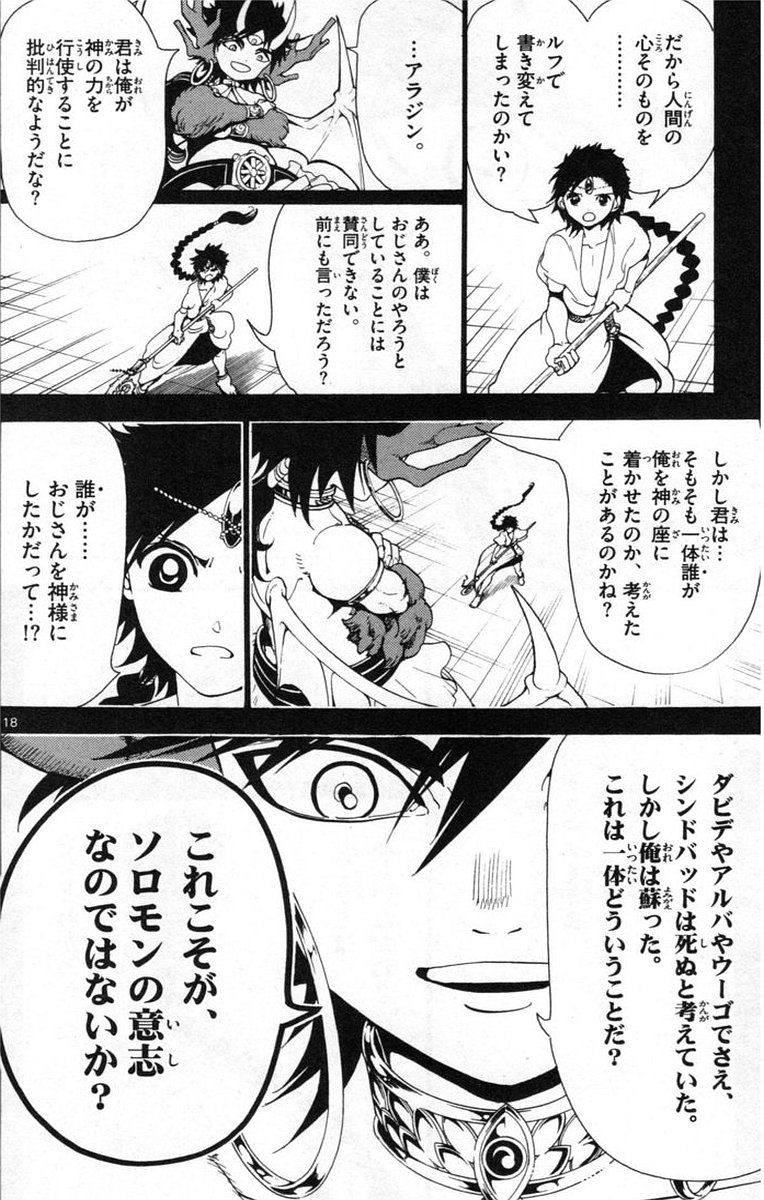 だから人間の
心そのものを
…………
ルフで
書き変えて
しまったのかい？
…アラジン。
君は俺が
神の力を
行使することに
批判的なようだな？
ああ。僕は
おじさんのやろうと
していることには
賛同できない。
前にも言っただろう？
しかし君は…
そもそも一体誰が
俺を神の座に
着かせたのか、考えた
ことがあるのかね？
誰が……
おじさんを神様に
したかだって…!?
18
ダビデやアルバやウーゴでさえ、
シンドバッドは死ぬと考えていた。
しかし俺は蘇った。
これは一体どういうことだ？
これこそが、
ソロモンの意志
なのではないか？